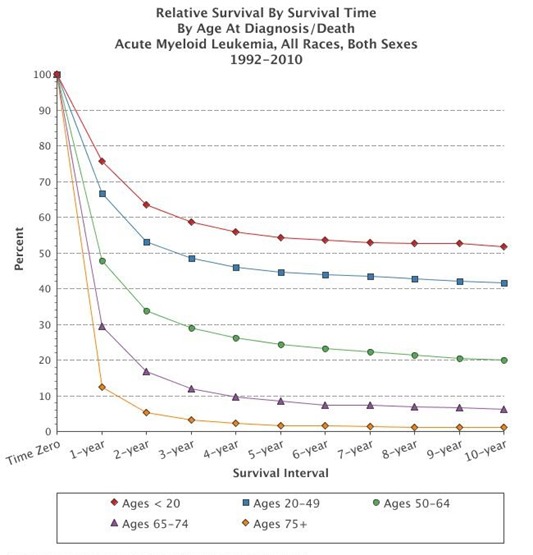 Relative Survival By Survival Time
By Age At Diagnosis/Death
Acute Myeloid Leukemia, All Races, Both Sexes
1992-2010
100
90
80
70
60
50
40
30
20
10
0
Percent
Time Zero 1-year 2-year 3-year 4-year 5-year 6-year 7-year 8-year 9-year 10-year
Survival Interval
Ages < 20 Ages 20-49 Ages 50-64
Ages 65-74 Ages 75+